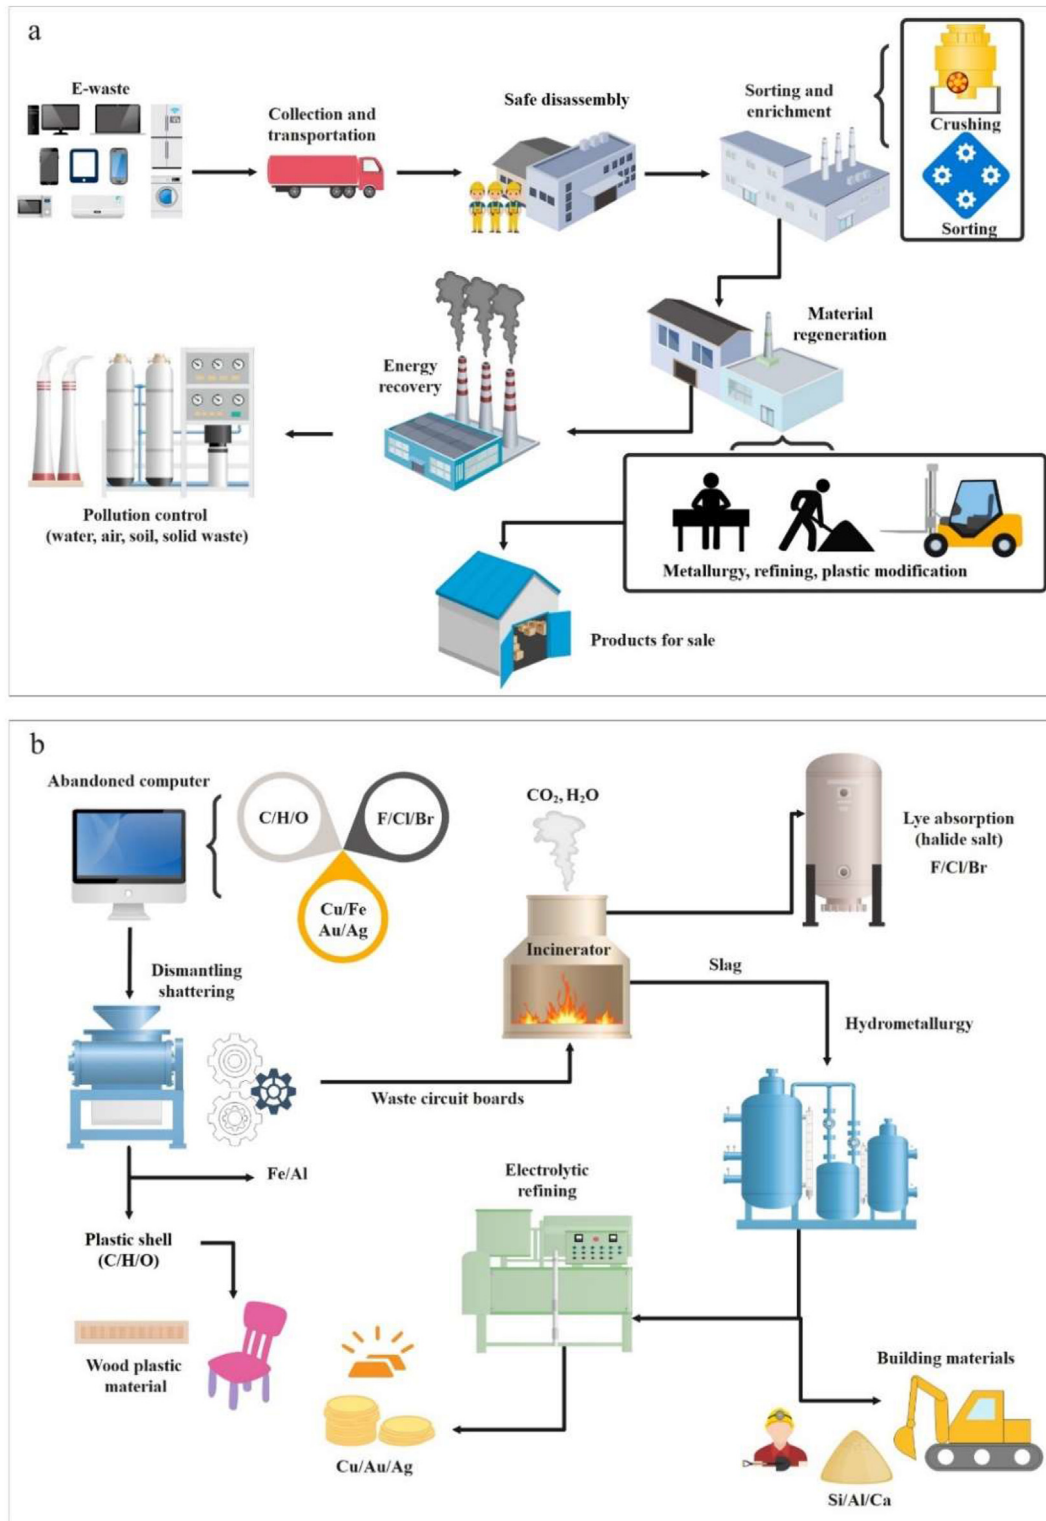 a
E-waste
Collection and
transportation
Safe disassembly
Sorting and
enrichment
Crushing
Sorting
Material
regeneration
Energy
recovery
Pollution control
(water, air, soil, solid waste)
Metallurgy, refining, plastic modification
Products for sale
b
Abandoned computer
C/H/O
F/Cl/Br
Cu/Fe
Au/Ag
CO₂, H₂O
Lye absorption
(halide salt)
F/Cl/Br
Incinerator
Dismantling
shattering
Slag
Hydrometallurgy
Waste circuit boards
Fe/Al
Electrolytic
refining
Plastic shell
(C/H/O)
Wood plastic
material
Building materials
Cu/Au/Ag
Si/Al/Ca